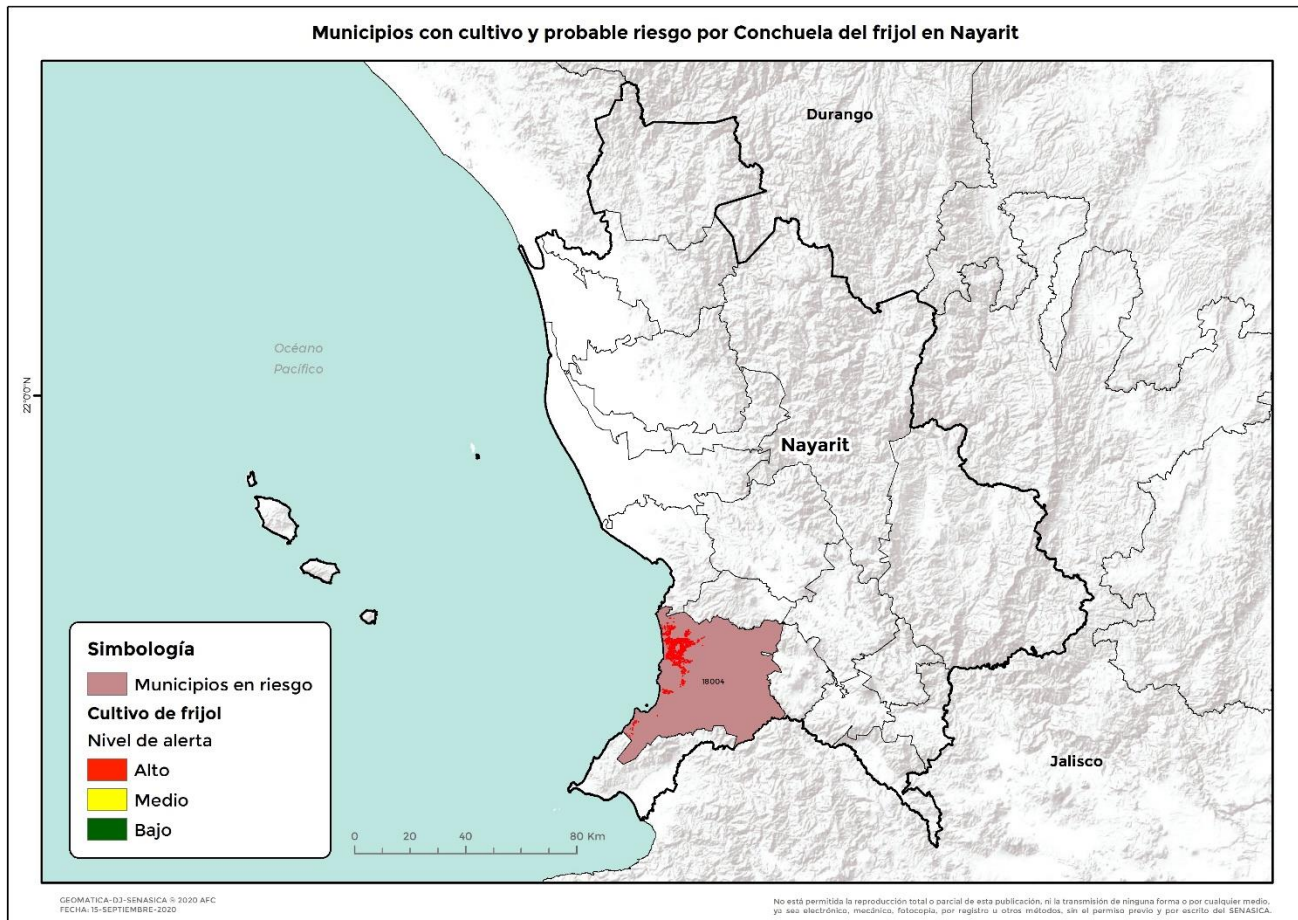 Municipios con cultivo y probable riesgo por Conchuela del frijol en Nayarit
Durango
Océano
Pacífico
22°0'0"N
Nayarit
18004
Jalisco
Simbología
Municipios en riesgo
Cultivo de frijol
Nivel de alerta
Alto
Medio
Bajo
0 20 40 80 Km
GEOMATICA-DJ-SENASICA © 2020 AFC
FECHA: 15-SEPTIEMBRE-2020
No está permitida la reproducción total o parcial de esta publicación, ni la transmisión de ninguna forma o por cualquier medio,
ya sea electrónico, mecánico, fotocopia, por registro u otros métodos, sin el permiso previo y por escrito del SENASICA.